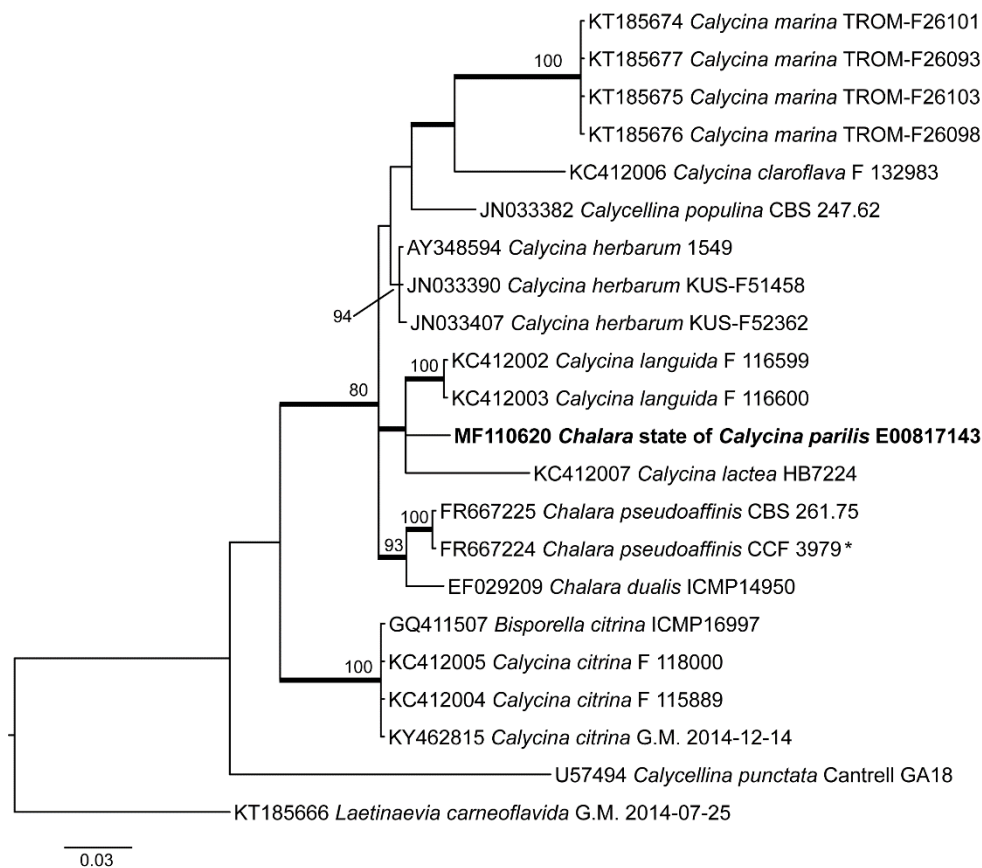 KT185674 Calycina marina TROM-F26101
100
KT185677 Calycina marina TROM-F26093
KT185675 Calycina marina TROM-F26103
KT185676 Calycina marina TROM-F26098
KC412006 Calycina claroflava F 132983
JN033382 Calycellina populina CBS 247.62
AY348594 Calycina herbarum 1549
JN033390 Calycina herbarum KUS-F51458
94
JN033407 Calycina herbarum KUS-F52362
100
KC412002 Calycina languida F 116599
80
KC412003 Calycina languida F 116600
MF110620 Chalara state of Calycina parilis E00817143
KC412007 Calycina lactea HB7224
100
FR667225 Chalara pseudoaffinis CBS 261.75
93
FR667224 Chalara pseudoaffinis CCF 3979*
EF029209 Chalara dualis ICMP14950
GQ411507 Bisporella citrina ICMP16997
100
KC412005 Calycina citrina F 118000
KC412004 Calycina citrina F 115889
KY462815 Calycina citrina G.M. 2014-12-14
U57494 Calycellina punctata Cantrell GA18
KT185666 Laetinaevia carneoflavida G.M. 2014-07-25
0.03